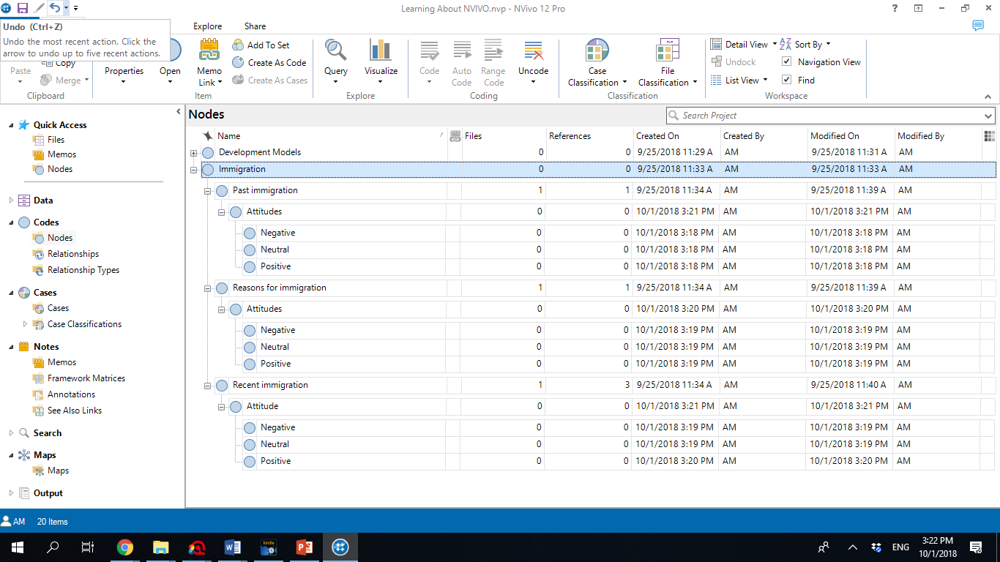 Learning About NVIVO.nvp - NVivo 12 Pro
Undo (Ctrl+Z)
Undo the most recent action. Click the
arrow to undo up to five recent actions.
Explore Share
Paste
Copy
Merge
Clipboard
Properties
Open
Memo
Link
Add To Set
Create As Code
Create As Cases
Item
Query
Visualize
Explore
Code
Auto
Code
Range
Code
Uncode
Coding
Case
Classification
File
Classification
Classification
Detail View
Undock
List View
Sort By
Navigation View
Find
Workspace
Quick Access
Files
Memos
Nodes
Data
Codes
Nodes
Relationships
Relationship Types
Cases
Cases
Case Classifications
Notes
Memos
Framework Matrices
Annotations
See Also Links
Search
Maps
Maps
Output
Nodes
Search Project
Name Files References Created On Created By Modified On Modified By
Development Models 0 0 9/25/2018 11:29 A AM 9/25/2018 11:31 A AM
Immigration 0 0 9/25/2018 11:33 A AM 9/25/2018 11:33 A AM
Past immigration 1 1 9/25/2018 11:34 A AM 9/25/2018 11:39 A AM
Attitudes 0 0 10/1/2018 3:21 PM AM 10/1/2018 3:21 PM AM
Negative 0 0 10/1/2018 3:18 PM AM 10/1/2018 3:18 PM AM
Neutral 0 0 10/1/2018 3:18 PM AM 10/1/2018 3:18 PM AM
Positive 0 0 10/1/2018 3:18 PM AM 10/1/2018 3:18 PM AM
Reasons for immigration 1 1 9/25/2018 11:34 A AM 9/25/2018 11:39 A AM
Attitudes 0 0 10/1/2018 3:20 PM AM 10/1/2018 3:20 PM AM
Negative 0 0 10/1/2018 3:19 PM AM 10/1/2018 3:19 PM AM
Neutral 0 0 10/1/2018 3:19 PM AM 10/1/2018 3:19 PM AM
Positive 0 0 10/1/2018 3:19 PM AM 10/1/2018 3:19 PM AM
Recent immigration 1 3 9/25/2018 11:34 A AM 9/25/2018 11:40 A AM
Attitude 0 0 10/1/2018 3:21 PM AM 10/1/2018 3:21 PM AM
Negative 0 0 10/1/2018 3:19 PM AM 10/1/2018 3:19 PM AM
Neutral 0 0 10/1/2018 3:19 PM AM 10/1/2018 3:19 PM AM
Positive 0 0 10/1/2018 3:20 PM AM 10/1/2018 3:20 PM AM
AM 20 Items
kindle
ENG
3:22 PM
10/1/2018